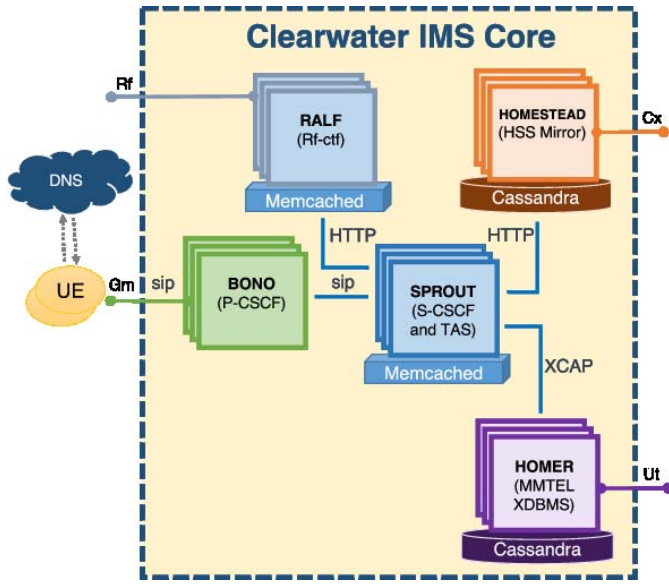 Clearwater IMS Core
Rf
RALF
(Rf-ctf)
Memcached
HOMESTEAD
(HSS Mirror)
Cassandra
Cx
DNS
HTTP
HTTP
UE
Gm
sip
BONO
(P-CSCF)
sip
SPROUT
(S-CSCF
and TAS)
Memcached
XCAP
HOMER
(MMTEL
XDBMS)
Cassandra
Ut